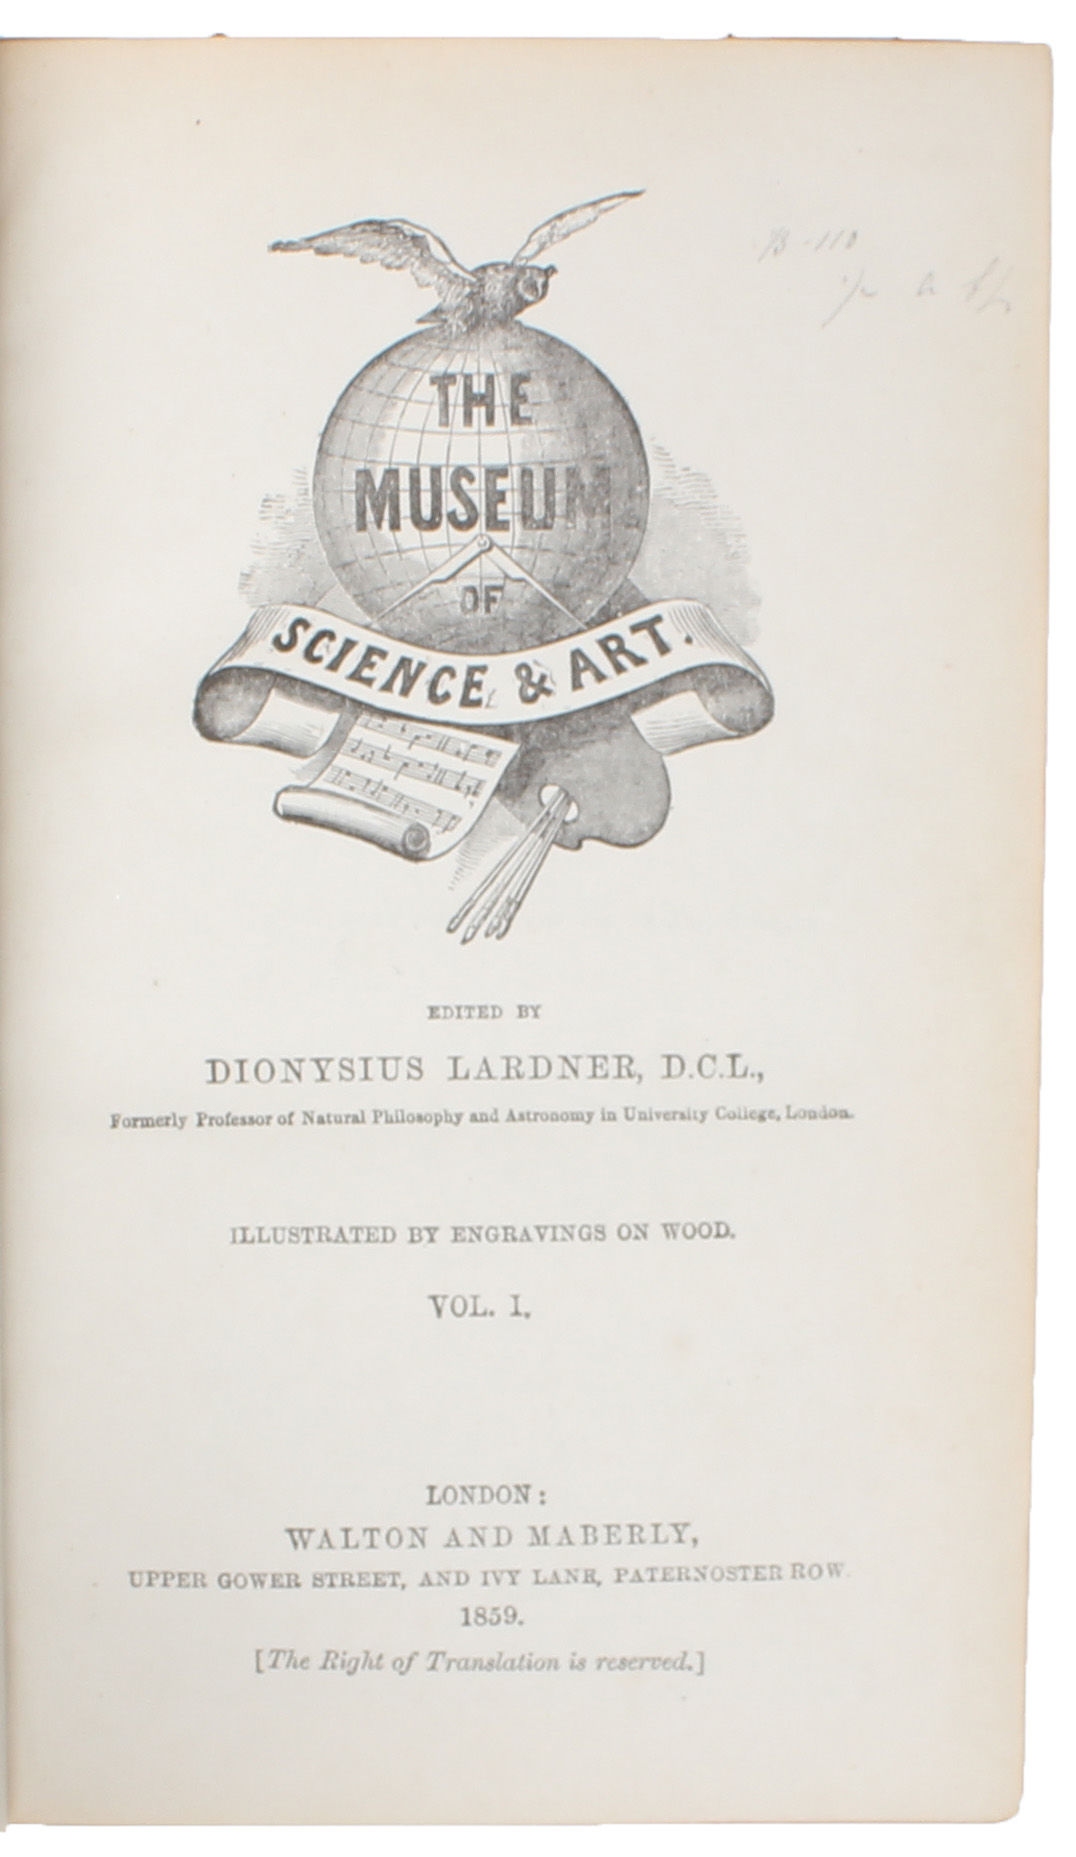 THE
MUSEUM
OF
SCIENCE & ART.
EDITED BY
DIONYSIUS LARDNER, D.C.L.,
Formerly Professor of Natural Philosophy and Astronomy in University College, London.
ILLUSTRATED BY ENGRAVINGS ON WOOD.
VOL. I.
LONDON:
WALTON AND MABERLY,
UPPER GOWER STREET, AND IVY LANE, PATERNOSTER ROW.
1859.
[The Right of Translation is reserved.]